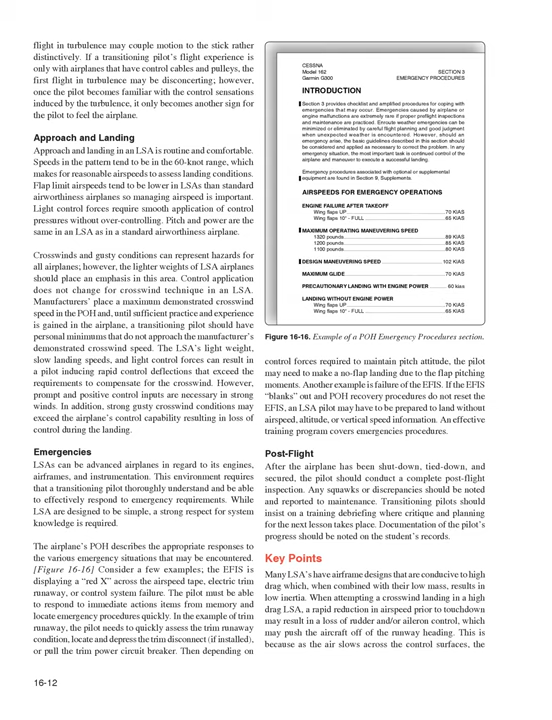 flight in turbulence may couple motion to the stick rather
distinctively. If a transitioning pilot's flight experience is
only with airplanes that have control cables and pulleys, the
first flight in turbulence may be disconcerting; however,
once the pilot becomes familiar with the control sensations
induced by the turbulence, it only becomes another sign for
the pilot to feel the airplane.
Approach and Landing
Approach and landing in an LSA is routine and comfortable.
Speeds in the pattern tend to be in the 60-knot range, which
makes for reasonable airspeeds to assess landing conditions.
Flap limit airspeeds tend to be lower in LSAs than standard
airworthiness airplanes so managing airspeed is important.
Light control forces require smooth application of control
pressures without over-controlling. Pitch and power are the
same in an LSA as in a standard airworthiness airplane.
Crosswinds and gusty conditions can represent hazards for
all airplanes; however, the lighter weights of LSA airplanes
should place an emphasis in this area. Control application
does not change for crosswind technique in an LSA.
Manufacturers' place a maximum demonstrated crosswind
speed in the POH and, until sufficient practice and experience
is gained in the airplane, a transitioning pilot should have
personal minimums that do not approach the manufacturer's
demonstrated crosswind speed. The LSA's light weight,
slow landing speeds, and light control forces can result in
a pilot inducing rapid control deflections that exceed the
requirements to compensate for the crosswind. However,
prompt and positive control inputs are necessary in strong
winds. In addition, strong gusty crosswind conditions may
exceed the airplane's control capability resulting in loss of
control during the landing.
Emergencies
LSAs can be advanced airplanes in regard to its engines,
airframes, and instrumentation. This environment requires
that a transitioning pilot thoroughly understand and be able
to effectively respond to emergency requirements. While
LSA are designed to be simple, a strong respect for system
knowledge is required.
The airplane's POH describes the appropriate responses to
the various emergency situations that may be encountered.
[Figure 16-16] Consider a few examples; the EFIS is
displaying a "red X" across the airspeed tape, electric trim
runaway, or control system failure. The pilot must be able
to respond to immediate actions items from memory and
locate emergency procedures quickly. In the example of trim
runaway, the pilot needs to quickly assess the trim runaway
condition, locate and depress the trim disconnect (if installed),
or pull the trim power circuit breaker. Then depending on
CESSNA
Model 162 SECTION 3
Garmin G300 EMERGENCY PROCEDURES
INTRODUCTION
Section 3 provides checklist and amplified procedures for coping with
emergencies that may occur. Emergencies caused by airplane or
engine malfunctions are extremely rare if proper preflight inspections
and maintenance are practiced. Enroute weather emergencies can be
minimized or eliminated by careful flight planning and good judgment
when unexpected weather is encountered. However, should an
emergency arise, the basic guidelines described in this section should
be considered and applied as necessary to correct the problem. In any
emergency situation, the most important task is continued control of the
airplane and maneuver to execute a successful landing.
Emergency procedures associated with optional or supplemental
equipment are found in Section 9, Supplements.
AIRSPEEDS FOR EMERGENCY OPERATIONS
ENGINE FAILURE AFTER TAKEOFF
Wing flaps UP........70 KIAS
Wing flaps 10° - FULL........65 KIAS
MAXIMUM OPERATING MANEUVERING SPEED
1320 pounds........89 KIAS
1200 pounds........85 KIAS
1100 pounds........80 KIAS
DESIGN MANEUVERING SPEED........102 KIAS
MAXIMUM GLIDE........70 KIAS
PRECAUTIONARY LANDING WITH ENGINE POWER........60 kias
LANDING WITHOUT ENGINE POWER
Wing flaps UP........70 KIAS
Wing flaps 10° - FULL........65 KIAS
Figure 16-16. Example of a POH Emergency Procedures section.
control forces required to maintain pitch attitude, the pilot
may need to make a no-flap landing due to the flap pitching
moments. Another example is failure of the EFIS. If the EFIS
"blanks" out and POH recovery procedures do not reset the
EFIS, an LSA pilot may have to be prepared to land without
airspeed, altitude, or vertical speed information. An effective
training program covers emergencies procedures.
Post-Flight
After the airplane has been shut-down, tied-down, and
secured, the pilot should conduct a complete post-flight
inspection. Any squawks or discrepancies should be noted
and reported to maintenance. Transitioning pilots should
insist on a training debriefing where critique and planning
for the next lesson takes place. Documentation of the pilot's
progress should be noted on the student's records.
Key Points
Many LSA's have airframe designs that are conducive to high
drag which, when combined with their low mass, results in
low inertia. When attempting a crosswind landing in a high
drag LSA, a rapid reduction in airspeed prior to touchdown
may result in a loss of rudder and/or aileron control, which
may push the aircraft off of the runway heading. This is
because as the air slows across the control surfaces, the
16-12